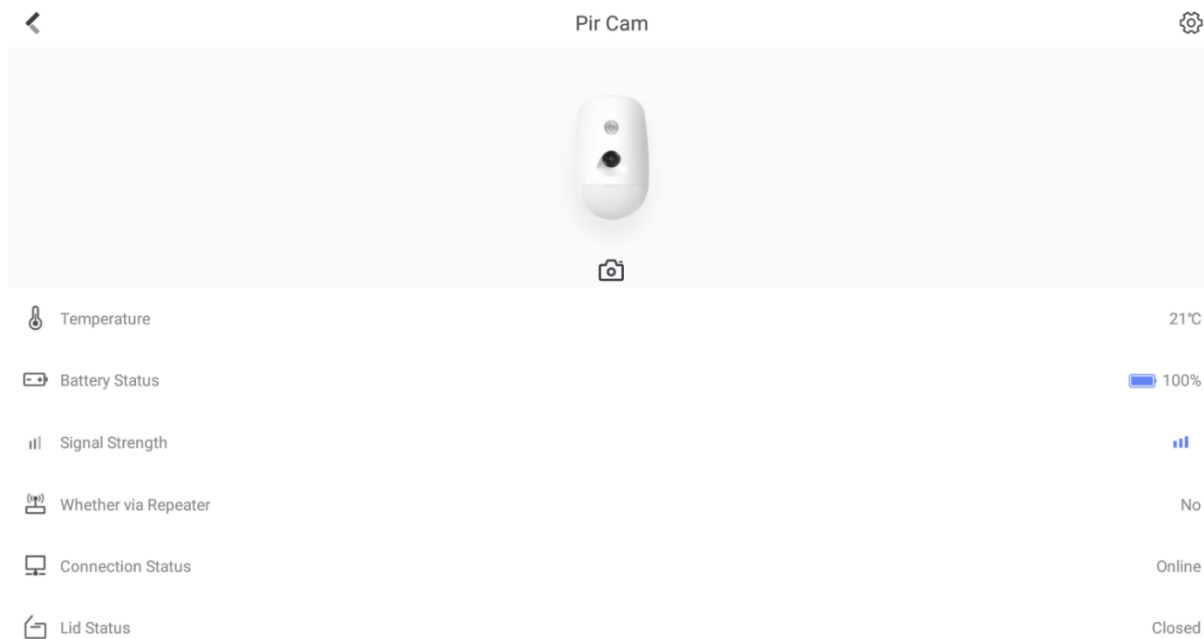 Pir Cam
Temperature 21℃
Battery Status 100%
Signal Strength
Whether via Repeater No
Connection Status Online
Lid Status Closed